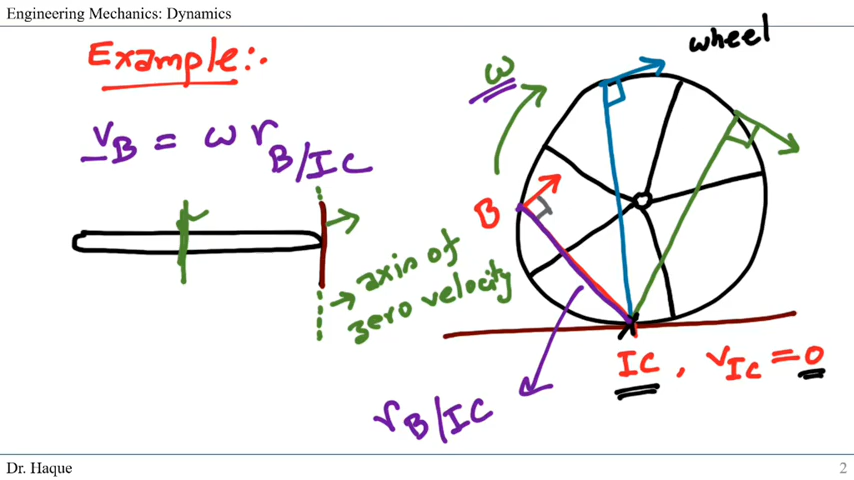 Engineering Mechanics: Dynamics
Example:-
wheel
ω
v_B = ω r_B/IC
B
axis of
zero velocity
IC, v_IC = 0
r_B/IC
Dr. Haque
2